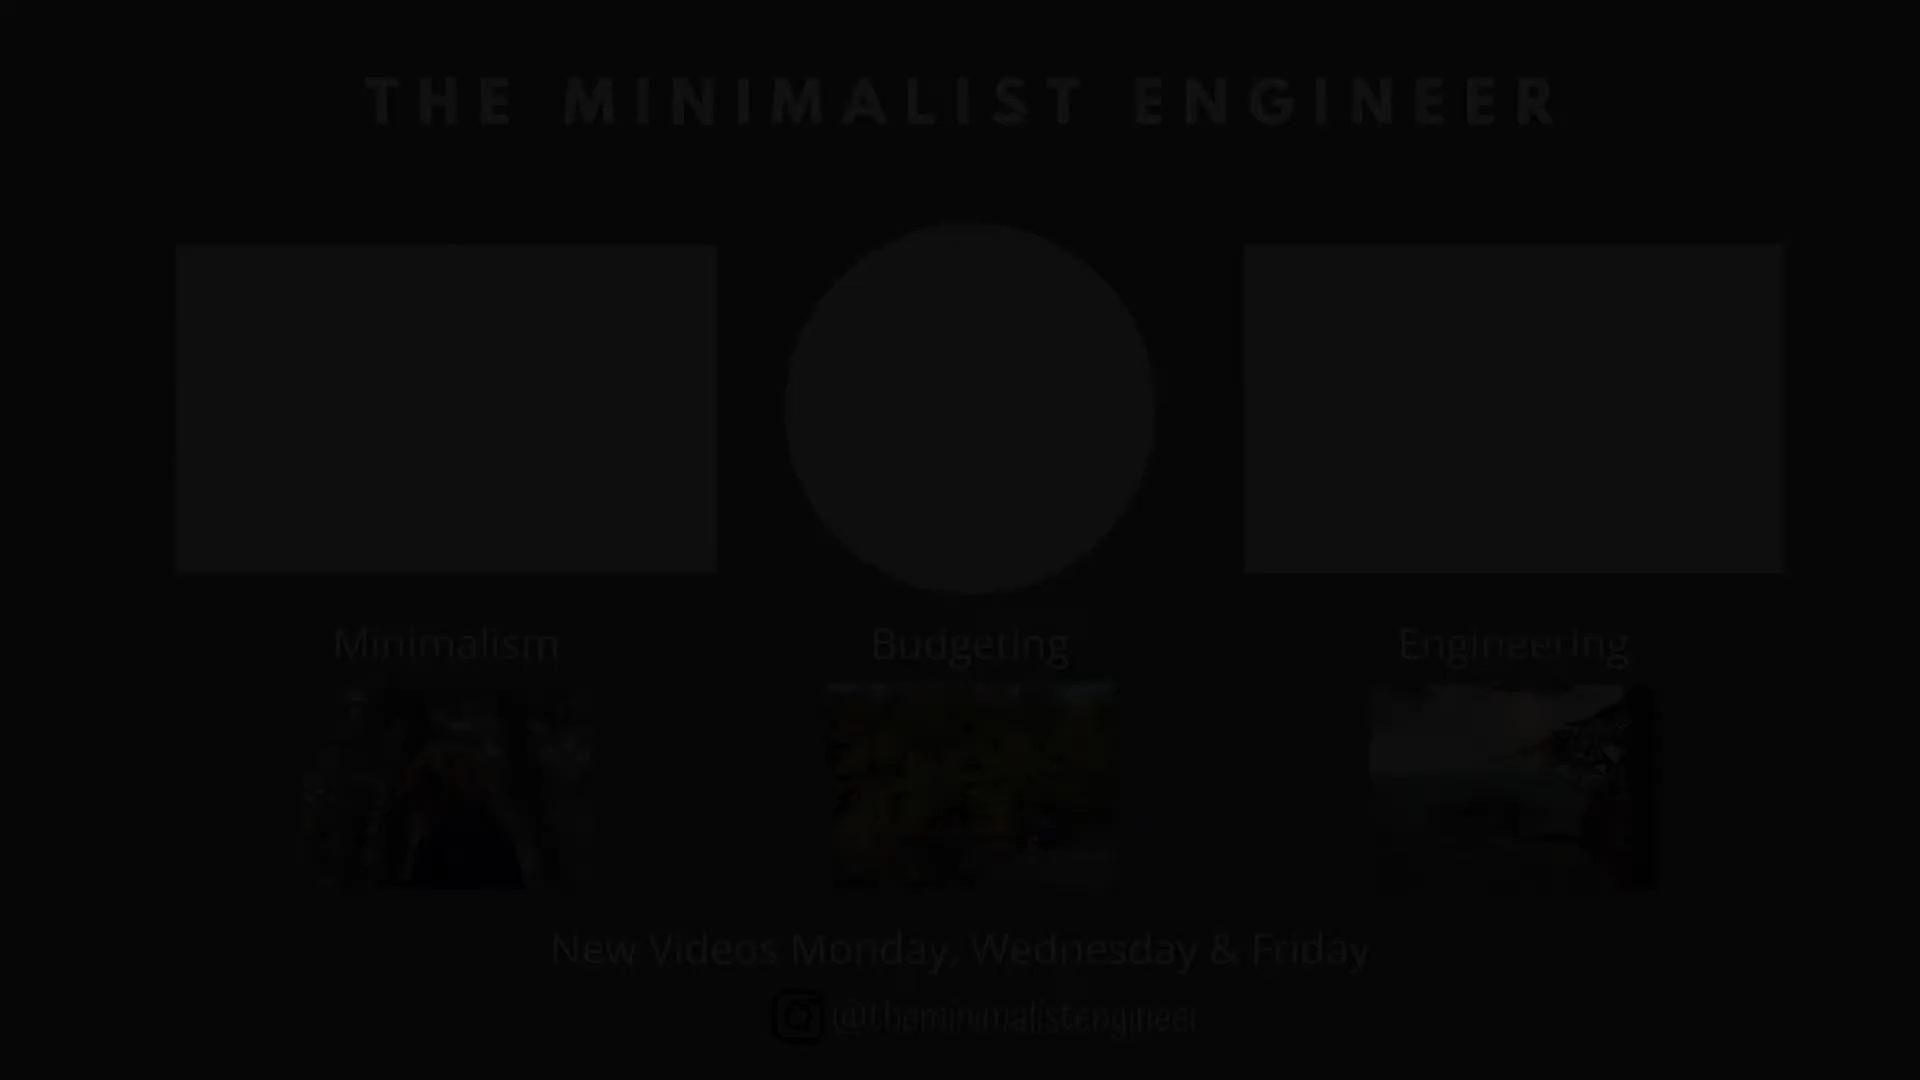 THE MINIMALIST ENGINEER
Minimalism
Budgeting
Engineering
New Videos Monday, Wednesday & Friday
@theminimalistengineer